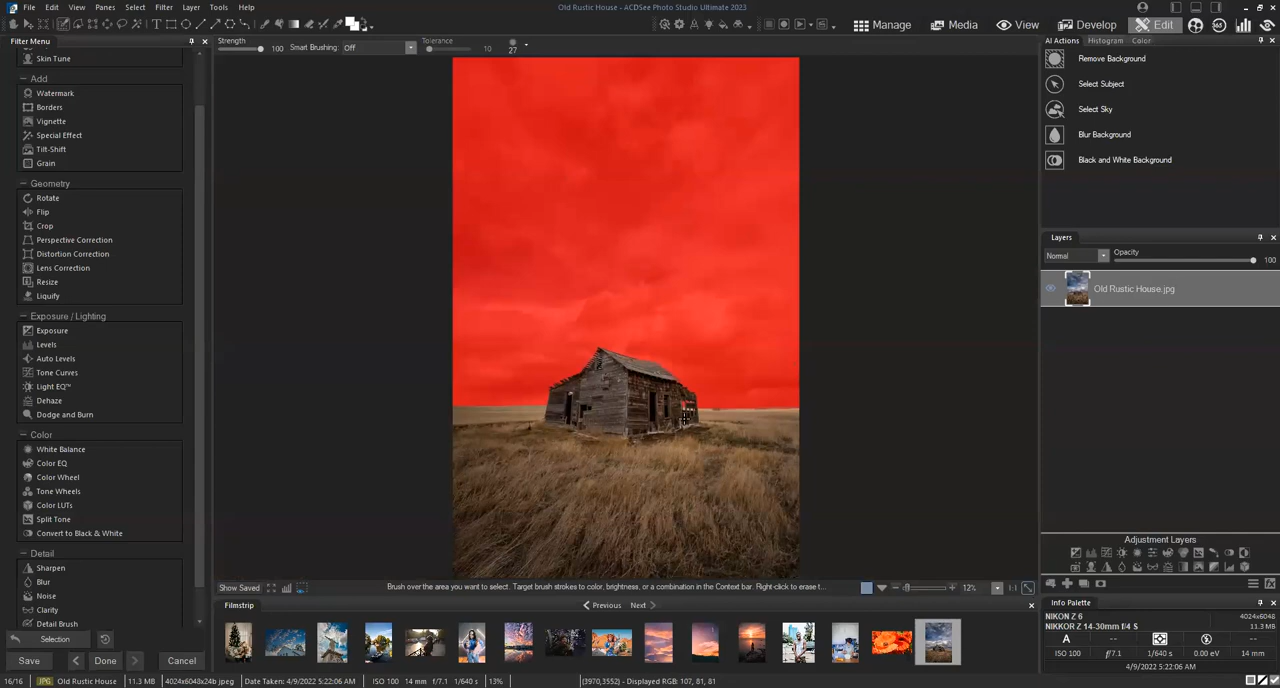 File Edit View Panes Select Filter Layer Tools Help
Old Rustic House - ACDSee Photo Studio Ultimate 2023
Manage Media View Develop Edit 365
Filter Menu
Skin Tune
Add
Watermark
Borders
Vignette
Special Effect
Tilt-Shift
Grain
Geometry
Rotate
Flip
Crop
Perspective Correction
Distortion Correction
Lens Correction
Resize
Liquify
Exposure / Lighting
Exposure
Levels
Auto Levels
Tone Curves
Light EQ™
Dehaze
Dodge and Burn
Color
White Balance
Color EQ
Color Wheel
Tone Wheels
Color LUTs
Split Tone
Convert to Black & White
Detail
Sharpen
Blur
Noise
Clarity
Detail Brush
Selection
Save Done Cancel
Strength 100 Smart Brushing: Off Tolerance 10 27
Show Saved
Brush over the area you want to select. Target brush strokes to color, brightness, or a combination in the Context bar. Right-click to erase t...
12% 1:1
Filmstrip
Previous Next
AI Actions Histogram Color
Remove Background
Select Subject
Select Sky
Blur Background
Black and White Background
Layers
Normal Opacity 100
Old Rustic House.jpg
Adjustment Layers
Info Palette
NIKON Z 6
NIKKOR Z 14-30mm f/4 S
4024x6048
11.3 MB
A -- --
ISO 100 f/7.1 1/640 s 0.00 eV 14 mm
4/9/2022 5:22:06 AM
16/16 JPG Old Rustic House 11.3 MB 4024x6048x24b jpeg Date Taken: 4/9/2022 5:22:06 AM ISO 100 14 mm f/7.1 1/640 s 13% (3970,3552) - Displayed RGB: 107, 81, 81